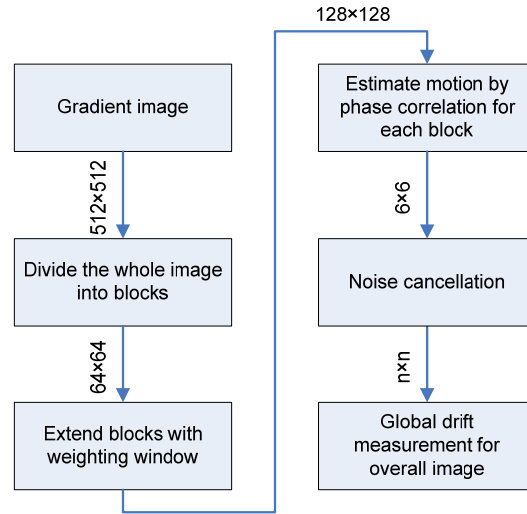 Gradient image
512×512
Divide the whole image
into blocks
64×64
Extend blocks with
weighting window
128×128
Estimate motion by
phase correlation for
each block
6×6
Noise cancellation
n×n
Global drift
measurement for
overall image